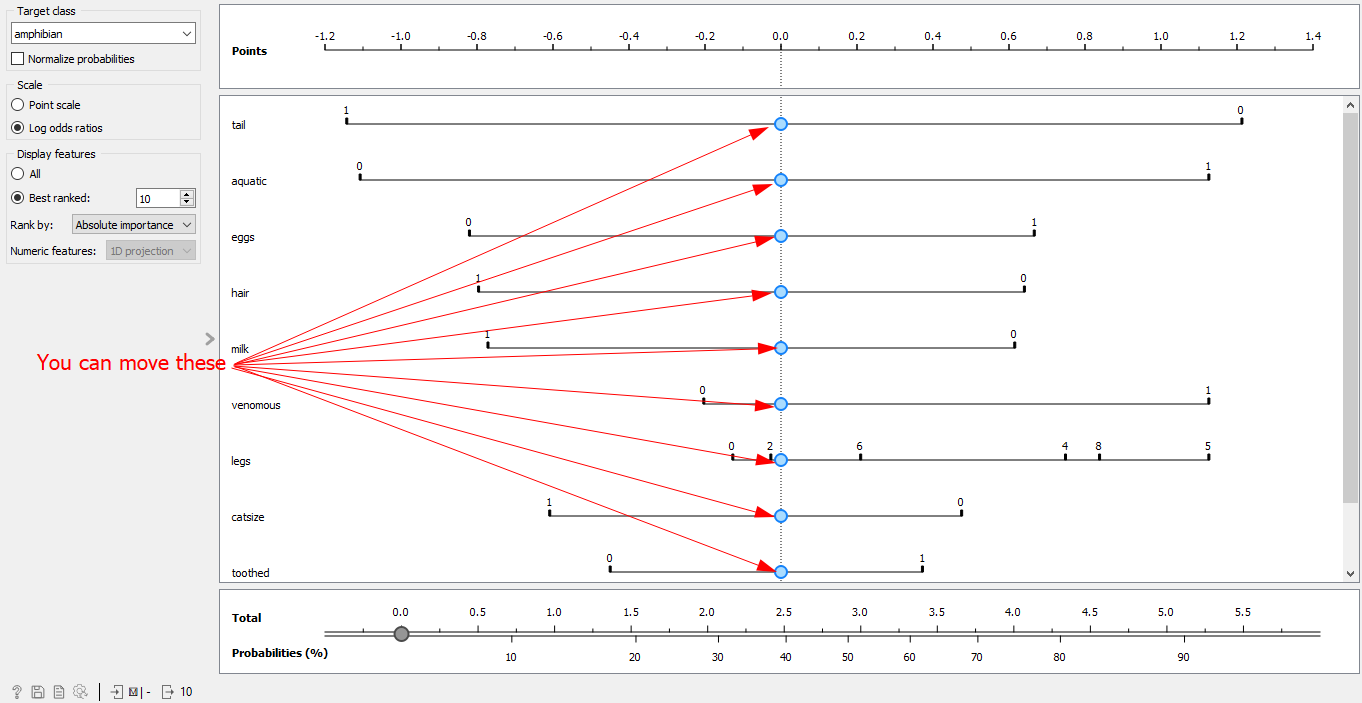 Target class
amphibian
Normalize probabilities
Scale
Point scale
Log odds ratios
Display features
All
Best ranked: 10
Rank by: Absolute importance
Numeric features: 1D projection
You can move these
Points -1.2 -1.0 -0.8 -0.6 -0.4 -0.2 0.0 0.2 0.4 0.6 0.8 1.0 1.2 1.4
1 0
tail
0 1
aquatic
0 1
eggs
1 0
hair
1 0
milk
0 1
venomous
0 2 6 4 8 5
legs
1 0
catsize
0 1
toothed
Total 0.0 0.5 1.0 1.5 2.0 2.5 3.0 3.5 4.0 4.5 5.0 5.5
Probabilities (%) 10 20 30 40 50 60 70 80 90
? M | - 10